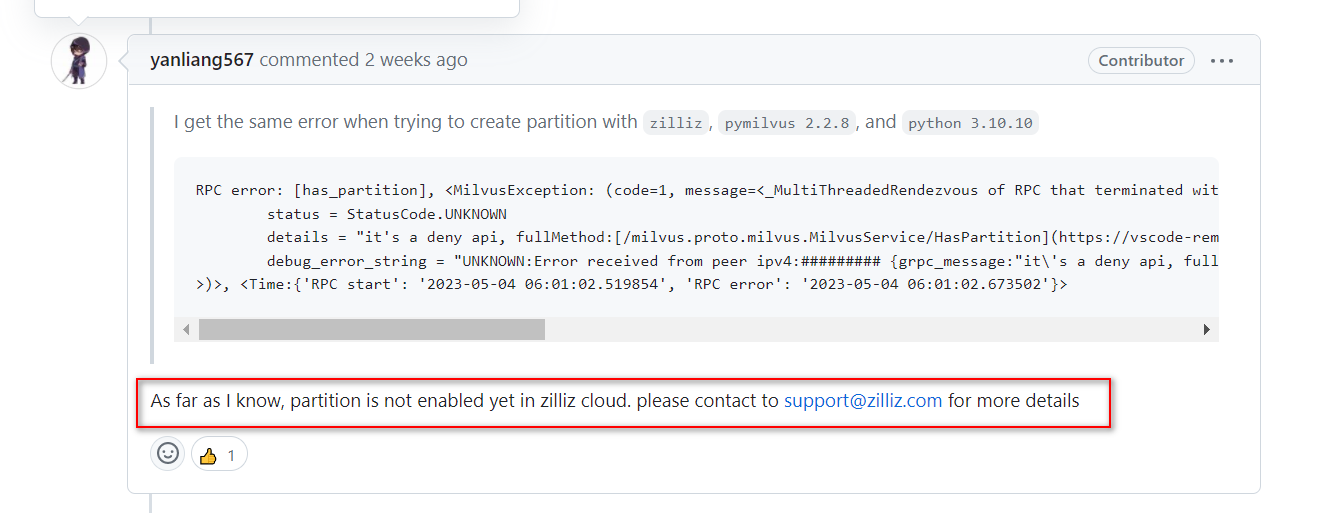 yanliang567 commented 2 weeks ago
Contributor
I get the same error when trying to create partition with zilliz, pymilvus 2.2.8, and python 3.10.10
RPC error: [has_partition], <MilvusException: (code=1, message=<_MultiThreadedRendezvous of RPC that terminated wit
status = StatusCode.UNKNOWN
details = "it's a deny api, fullMethod:[/milvus.proto.milvus.MilvusService/HasPartition](https://vscode-rem
debug_error_string = "UNKNOWN:Error received from peer ipv4:######### {grpc_message:"it\'s a deny api, full
>)>, <Time:{'RPC start': '2023-05-04 06:01:02.519854', 'RPC error': '2023-05-04 06:01:02.673502'}>
As far as I know, partition is not enabled yet in zilliz cloud. please contact to support@zilliz.com for more details
1